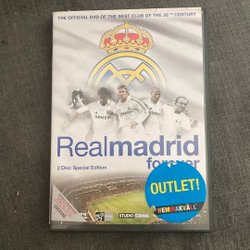 THE OFFICIAL DVD OF THE BEST CLUB OF THE 20TH CENTURY
Realmadrid
forever
2 Disc Special Edition
OUTLET!
HEMMAKVÄLL
STUDIO CANAL